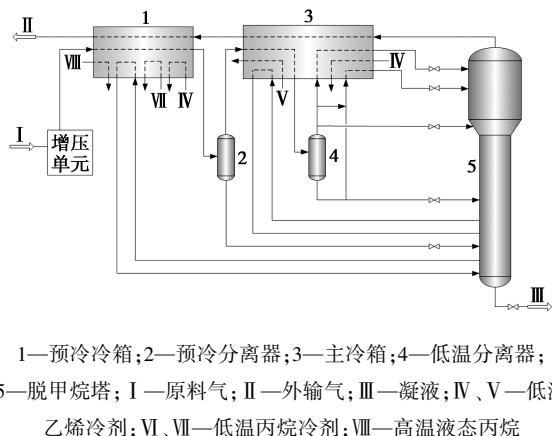 Ⅱ
1
3
Ⅷ
Ⅶ
Ⅳ
Ⅴ
Ⅳ
Ⅰ
增压
单元
2
4
5
Ⅲ
1—预冷冷箱;2—预冷分离器;3—主冷箱;4—低温分离器;
5—脱甲烷塔;Ⅰ—原料气;Ⅱ—外输气;Ⅲ—凝液;Ⅳ、Ⅴ—低温
乙烯冷剂;Ⅵ、Ⅶ—低温丙烷冷剂;Ⅷ—高温液态丙烷